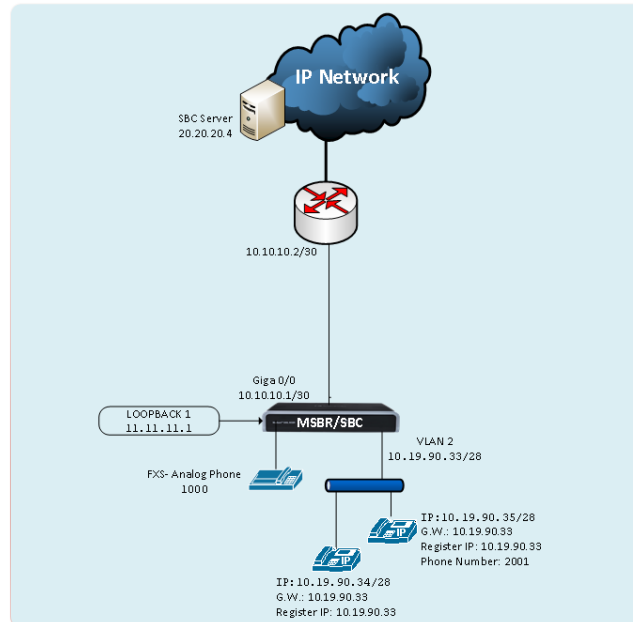 IP Network
SBC Server
20.20.20.4
10.10.10.2/30
Giga 0/0
10.10.10.1/30
LOOPBACK 1
11.11.11.1
MSBR/SBC
VLAN 2
10.19.90.33/28
FXS- Analog Phone
1000
IP
IP:10.19.90.35/28
G.W.: 10.19.90.33
Register IP: 10.19.90.33
Phone Number: 2001
IP
IP:10.19.90.34/28
G.W.: 10.19.90.33
Register IP: 10.19.90.33